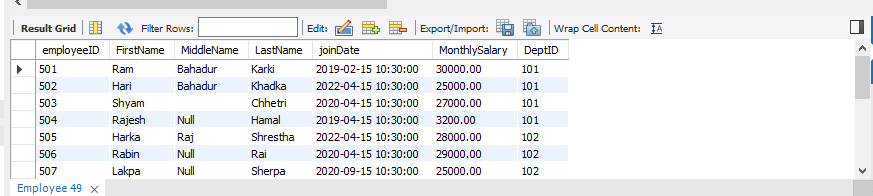 Result Grid Filter Rows: Edit: Export/Import: Wrap Cell Content:
employeeID FirstName MiddleName LastName joinDate MonthlySalary DeptID
501 Ram Bahadur Karki 2019-02-15 10:30:00 30000.00 101
502 Hari Bahadur Khadka 2022-04-15 10:30:00 25000.00 101
503 Shyam Chhetri 2020-04-15 10:30:00 27000.00 101
504 Rajesh Null Hamal 2019-04-15 10:30:00 3200.00 101
505 Harka Raj Shrestha 2022-04-15 10:30:00 28000.00 102
506 Rabin Null Rai 2020-04-15 10:30:00 29000.00 102
507 Lakpa Null Sherpa 2020-09-15 10:30:00 25000.00 102
Employee 49